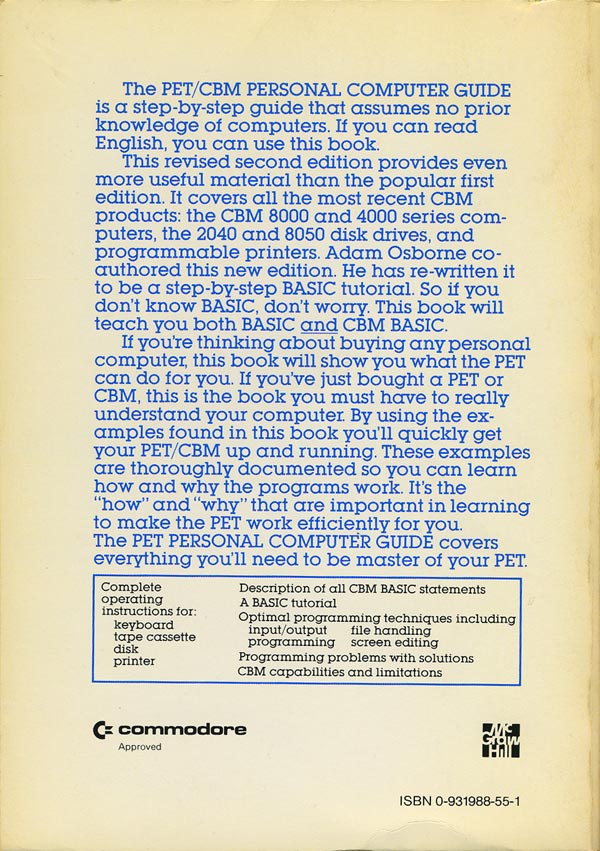 The PET/CBM PERSONAL COMPUTER GUIDE
is a step-by-step guide that assumes no prior
knowledge of computers. If you can read
English, you can use this book.
This revised second edition provides even
more useful material than the popular first
edition. It covers all the most recent CBM
products: the CBM 8000 and 4000 series com-
puters, the 2040 and 8050 disk drives, and
programmable printers. Adam Osborne co-
authored this new edition. He has re-written it
to be a step-by-step BASIC tutorial. So if you
don't know BASIC, don't worry. This book will
teach you both BASIC and CBM BASIC.
If you're thinking about buying any personal
computer, this book will show you what the PET
can do for you. If you've just bought a PET or
CBM, this is the book you must have to really
understand your computer. By using the ex-
amples found in this book you'll quickly get
your PET/CBM up and running. These examples
are thoroughly documented so you can learn
how and why the programs work. It's the
"how" and "why" that are important in learning
to make the PET work efficiently for you.
The PET PERSONAL COMPUTER GUIDE covers
everything you'll need to be master of your PET.
Complete
operating
instructions for:
keyboard
tape cassette
disk
printer
Description of all CBM BASIC statements
A BASIC tutorial
Optimal programming techniques including
input/output file handling
programming screen editing
Programming problems with solutions
CBM capabilities and limitations
commodore
Approved
Mc
Graw
Hill
ISBN 0-931988-55-1